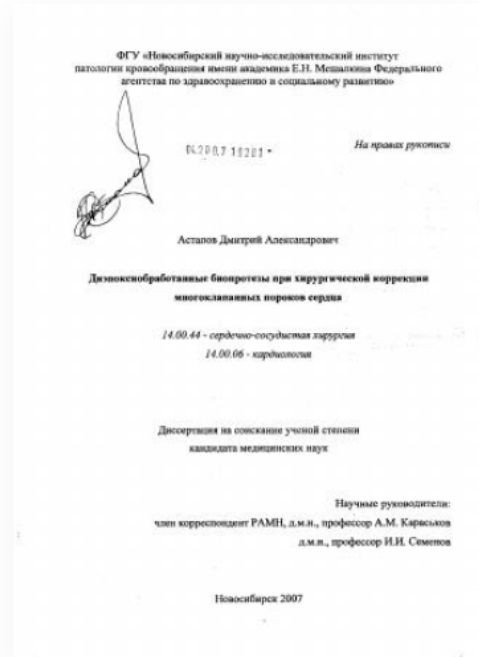 ФГУ «Новосибирский научно-исследовательский институт
патологии кровообращения имени академика Е.Н. Мешалкина Федерального
агентства по здравоохранению и социальному развитию»
04.200.7 16201 -
На правах рукописи
Астапов Дмитрий Александрович
Диэпоксиобработанные биопротезы при хирургической коррекции
многоклапанных пороков сердца
14.00.44 - сердечно-сосудистая хирургия
14.00.06 - кардиология
Диссертация на соискание ученой степени
кандидата медицинских наук
Научные руководители:
член корреспондент РАМН, д.м.н., профессор А.М. Караськов
д.м.н., профессор И.И. Семенов
Новосибирск 2007